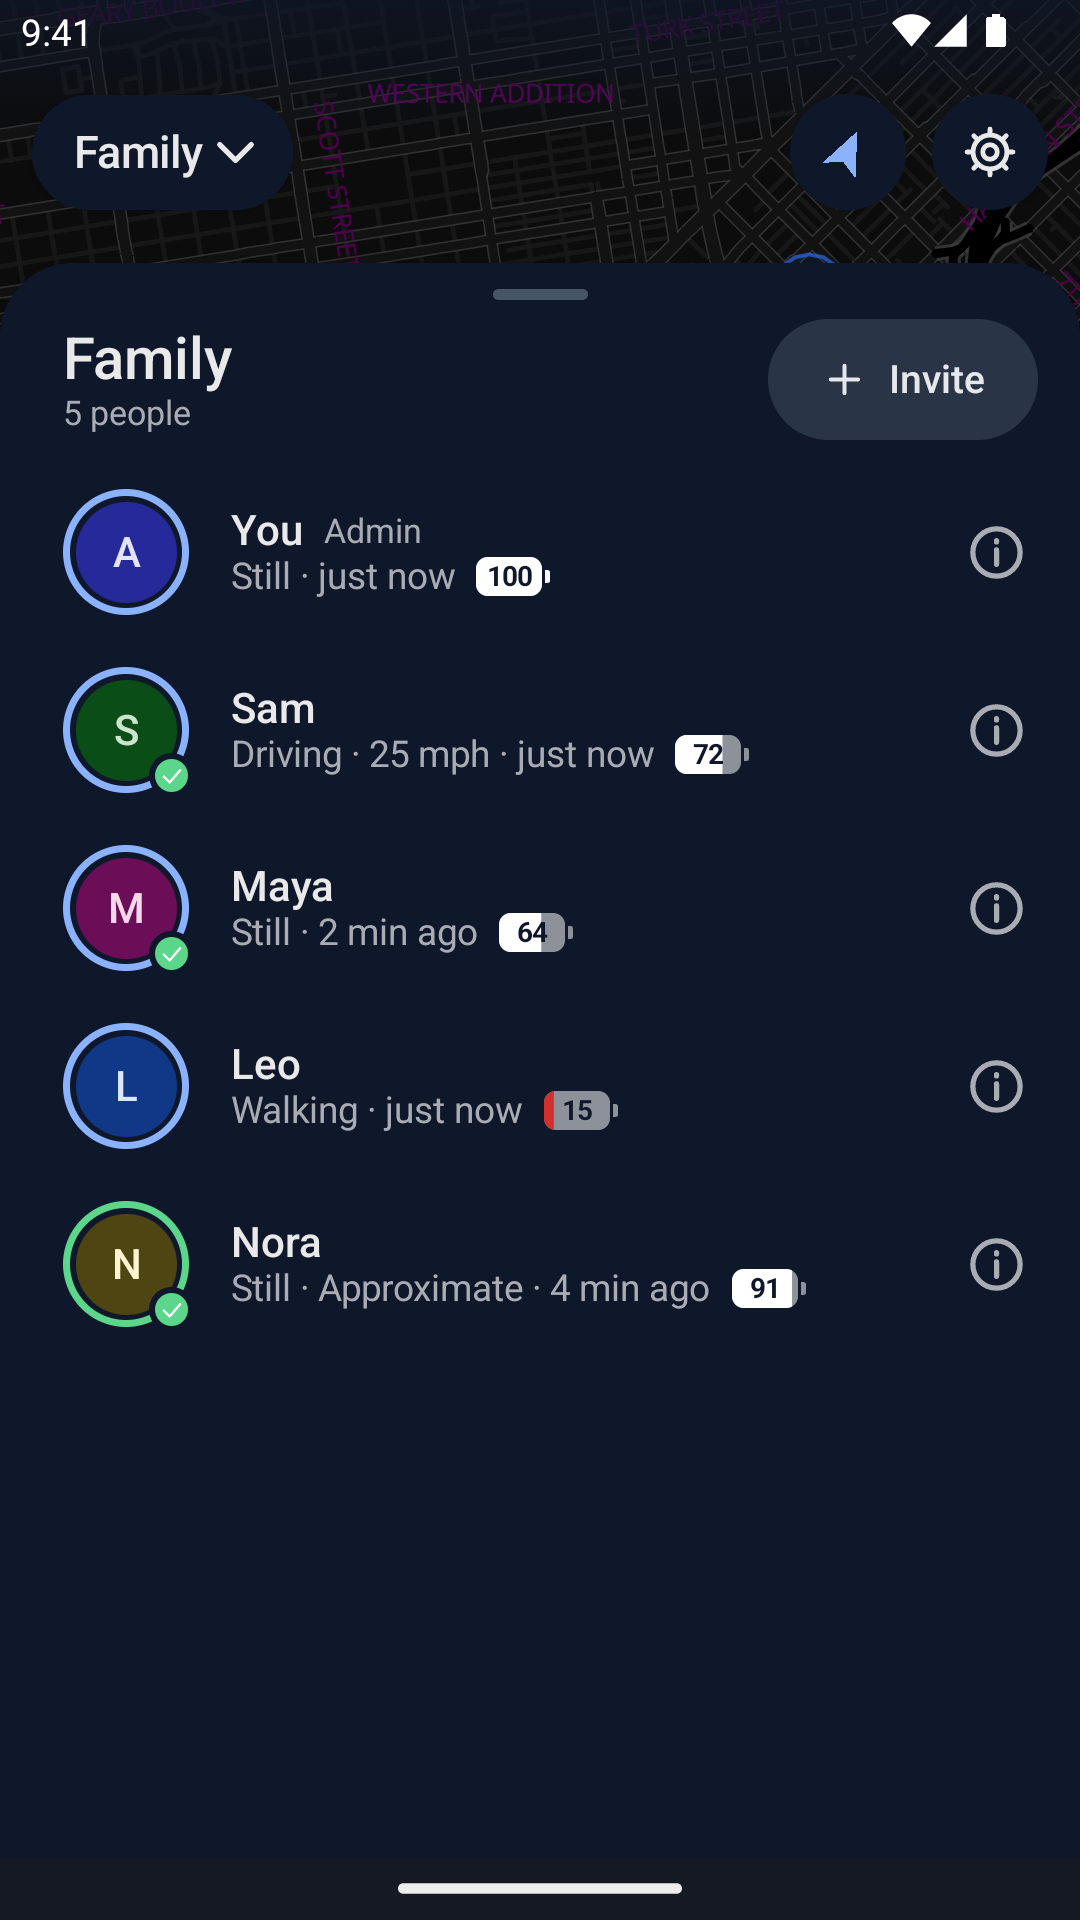 9:41
TURK STREET
WESTERN ADDITION
SCOTT STREET
Family
Family
5 people
Invite
A
You Admin
Still · just now 100
S
Sam
Driving · 25 mph · just now 72
M
Maya
Still · 2 min ago 64
L
Leo
Walking · just now 15
N
Nora
Still · Approximate · 4 min ago 91